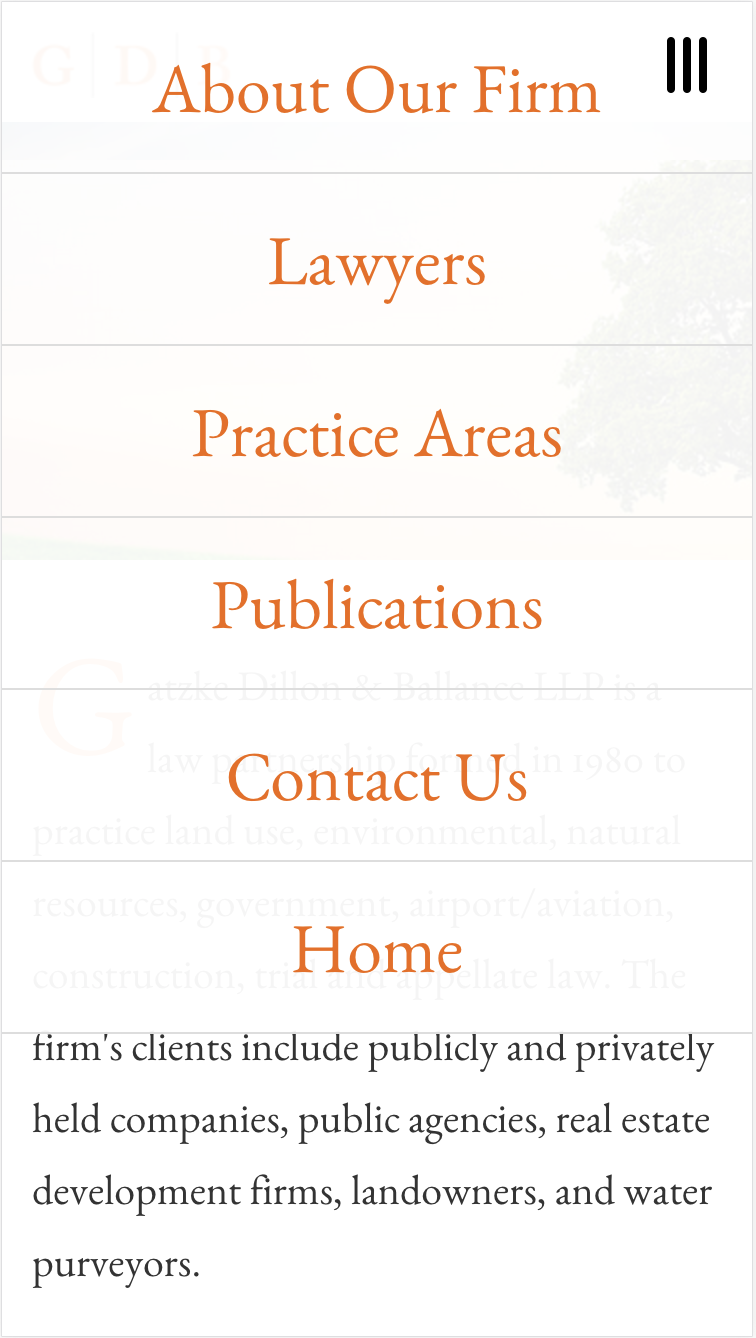 G | D | B
About Our Firm
Lawyers
Practice Areas
Publications
G atzke Dillon & Ballance LLP is a
law partnership formed in 1980 to
Contact Us
practice land use, environmental, natural
resources, government, airport/aviation,
Home
construction, trial and appellate law. The
firm's clients include publicly and privately
held companies, public agencies, real estate
development firms, landowners, and water
purveyors.